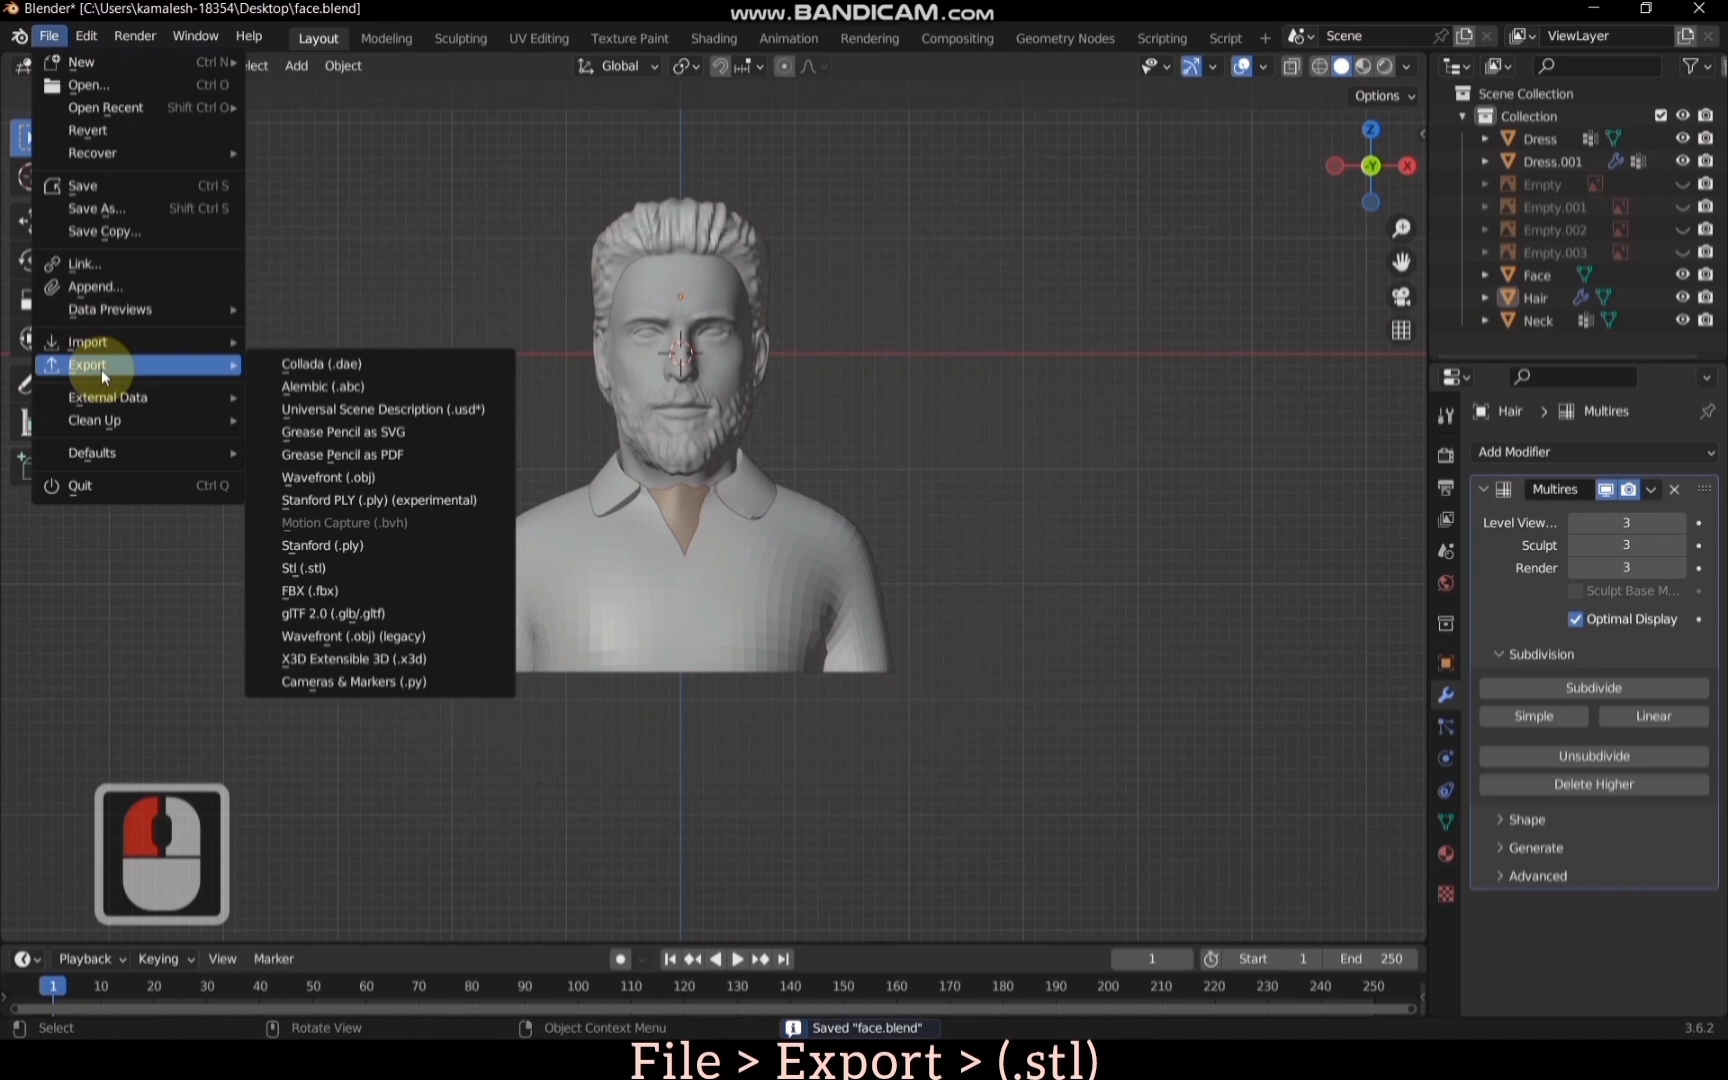 Blender* [C:\Users\kamalesh-18354\Desktop\face.blend]
www.BANDICAM.com
File Edit Render Window Help Layout Modeling Sculpting UV Editing Texture Paint Shading Animation Rendering Compositing Geometry Nodes Scripting Script + Scene ViewLayer
New Ctrl N
lect Add Object Global
Open... Ctrl O
Options
Open Recent Shift Ctrl O
Revert
Recover
Save Ctrl S
Save As... Shift Ctrl S
Save Copy...
Link...
Append...
Data Previews
Import
Export
External Data
Clean Up
Defaults
Quit Ctrl Q
Collada (.dae)
Alembic (.abc)
Universal Scene Description (.usd*)
Grease Pencil as SVG
Grease Pencil as PDF
Wavefront (.obj)
Stanford PLY (.ply) (experimental)
Motion Capture (.bvh)
Stanford (.ply)
Stl (.stl)
FBX (.fbx)
glTF 2.0 (.glb/.gltf)
Wavefront (.obj) (legacy)
X3D Extensible 3D (.x3d)
Cameras & Markers (.py)
Z
-Y
X
Scene Collection
Collection
Dress
Dress.001
Empty
Empty.001
Empty.002
Empty.003
Face
Hair
Neck
Hair > Multires
Add Modifier
Multires
Level View... 3
Sculpt 3
Render 3
Sculpt Base M...
Optimal Display
Subdivision
Subdivide
Simple Linear
Unsubdivide
Delete Higher
Shape
Generate
Advanced
Playback Keying View Marker 1 Start 1 End 250
1 10 20 30 40 50 60 70 80 90 100 110 120 130 140 150 160 170 180 190 200 210 220 230 240 250
Select Rotate View Object Context Menu Saved "face.blend" 3.6.2
File > Export > (.stl)